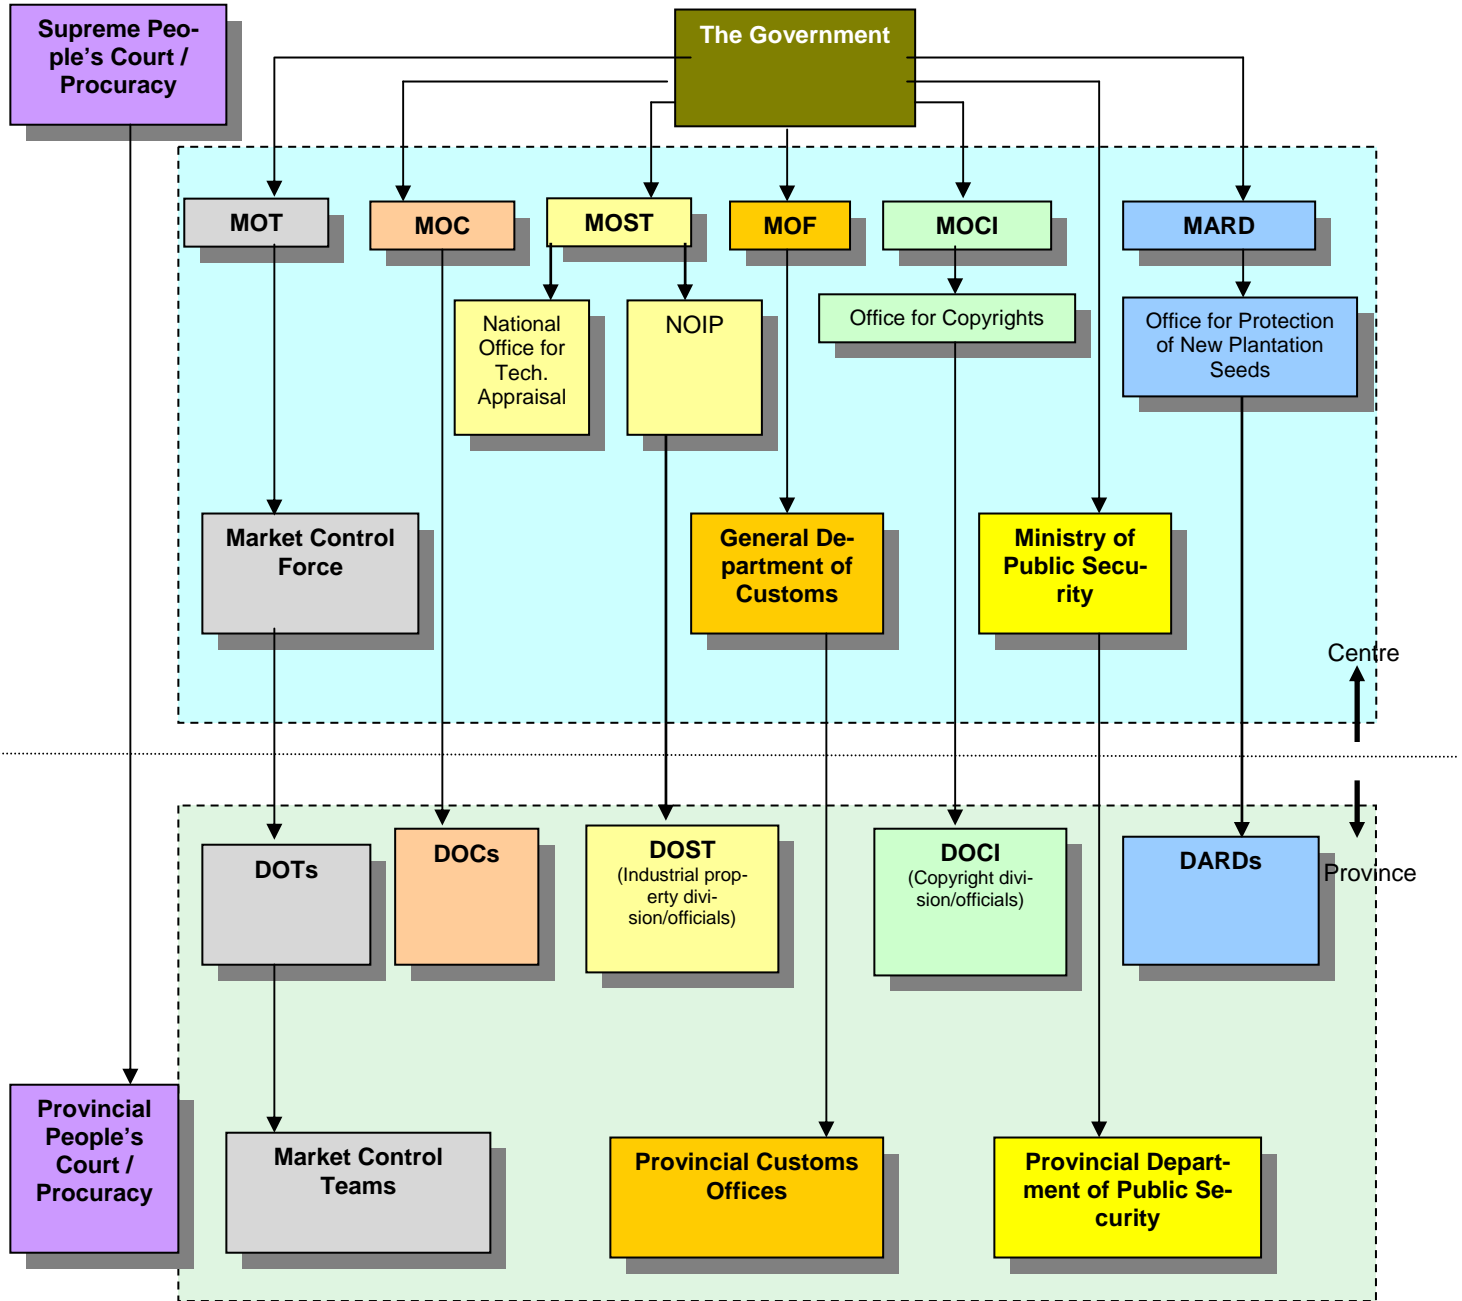 Supreme Peo-
ple's Court /
Procuracy
The Government
MOT
MOC
MOST
MOF
MOCI
MARD
National
Office for
Tech.
Appraisal
NOIP
Office for Copyrights
Office for Protection
of New Plantation
Seeds
Market Control
Force
General De-
partment of
Customs
Ministry of
Public Secu-
rity
Centre
Province
DOTs
DOCs
DOST
(Industrial prop-
erty divi-
sion/officials)
DOCI
(Copyright divi-
sion/officials)
DARDs
Provincial
People's
Court /
Procuracy
Market Control
Teams
Provincial Customs
Offices
Provincial Depart-
ment of Public Se-
curity